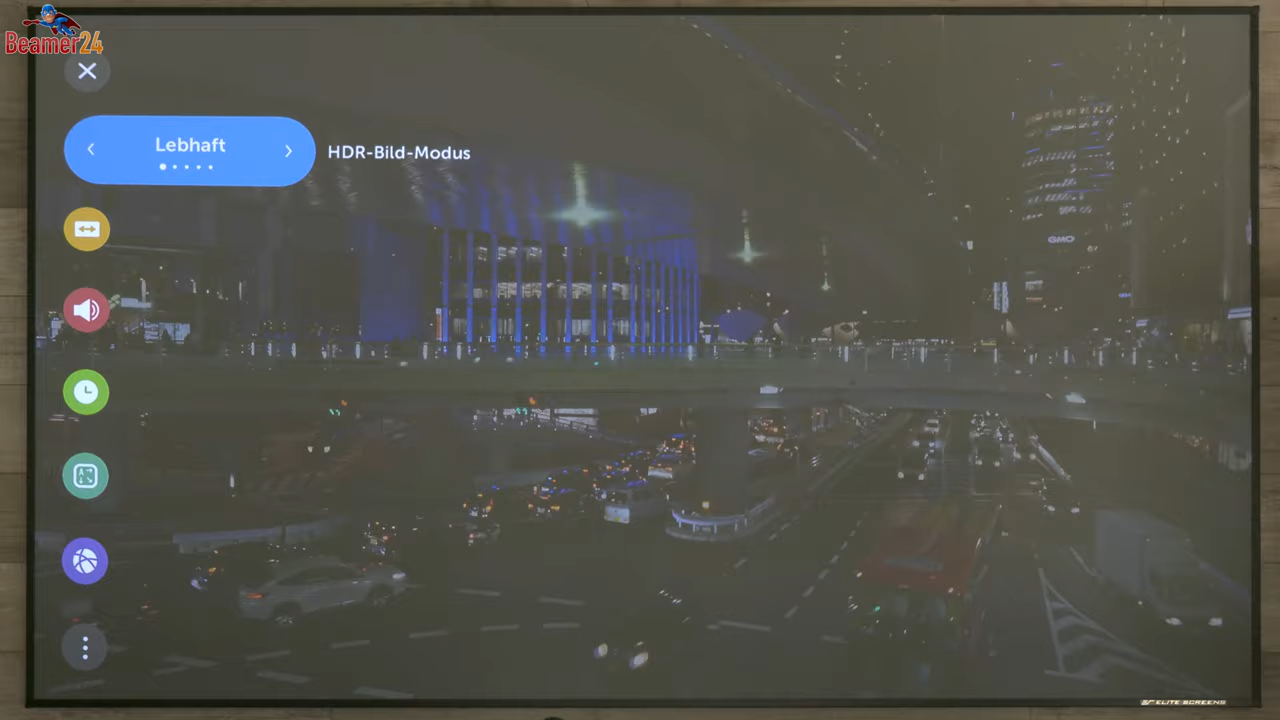 Beamer24
Lebhaft
HDR-Bild-Modus
GMO
ELITE SCREENS